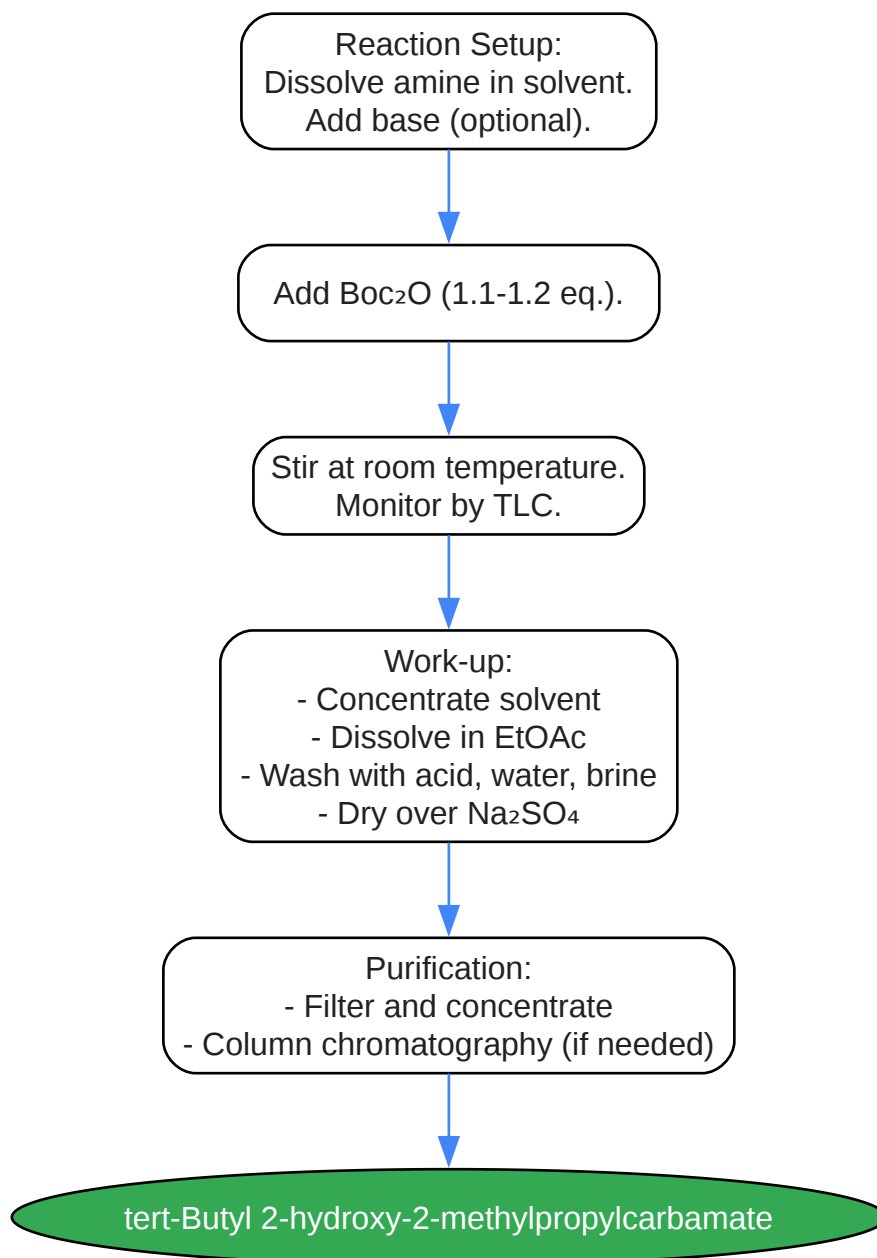 Reaction Setup:
Dissolve amine in solvent.
Add base (optional).
Add Boc₂O (1.1-1.2 eq.).
Stir at room temperature.
Monitor by TLC.
Work-up:
- Concentrate solvent
- Dissolve in EtOAc
- Wash with acid, water, brine
- Dry over Na₂SO₄
Purification:
- Filter and concentrate
- Column chromatography (if needed)
tert-Butyl 2-hydroxy-2-methylpropylcarbamate